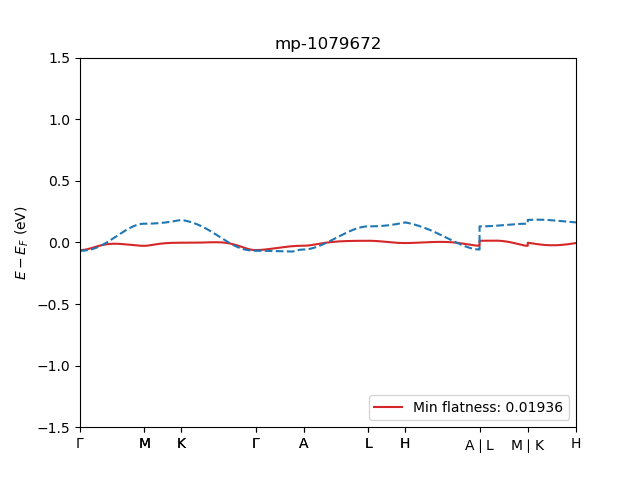 mp-1079672
1.5
1.0
0.5
0.0
−0.5
−1.0
−1.5
E − E_F (eV)
Min flatness: 0.01936
Γ M K Γ A L H A | L M | K H